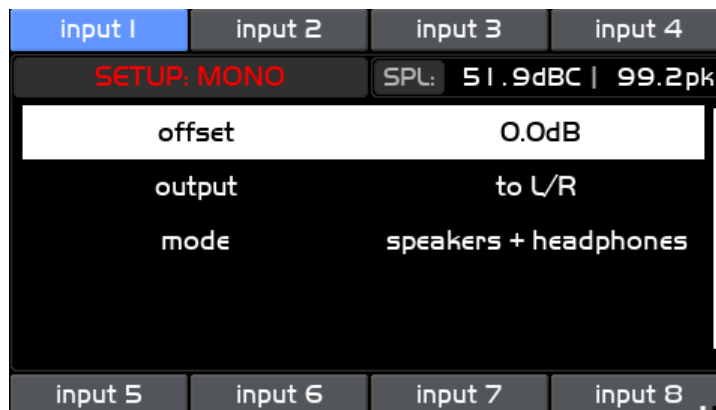 input 1 input 2 input 3 input 4
SETUP: MONO SPL: 51.9dBC | 99.2pk
offset 0.0dB
output to L/R
mode speakers + headphones
input 5 input 6 input 7 input 8